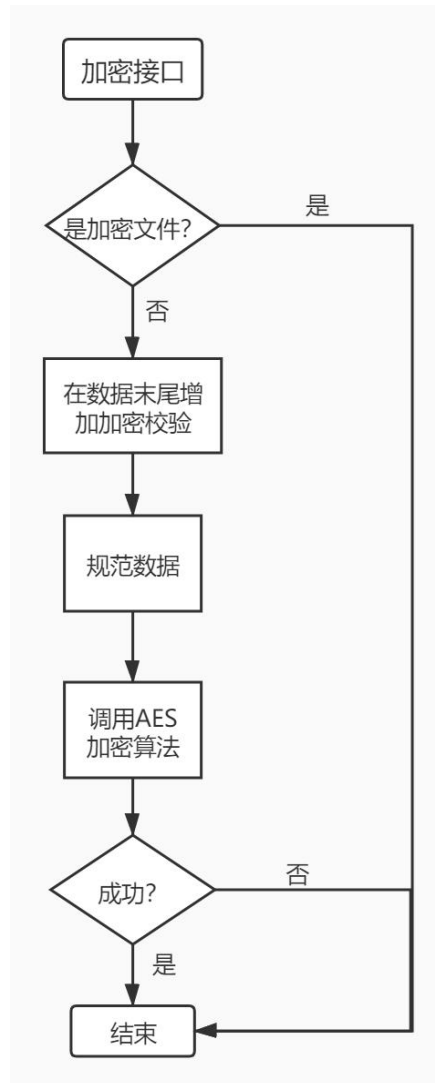 加密接口
是加密文件?
是
否
在数据末尾增
加加密校验
规范数据
调用AES
加密算法
成功?
否
是
结束